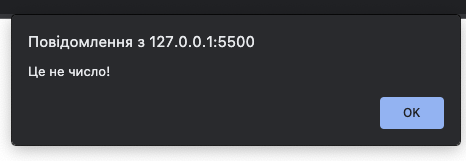 Повідомлення з 127.0.0.1:5500
Це не число!
OK